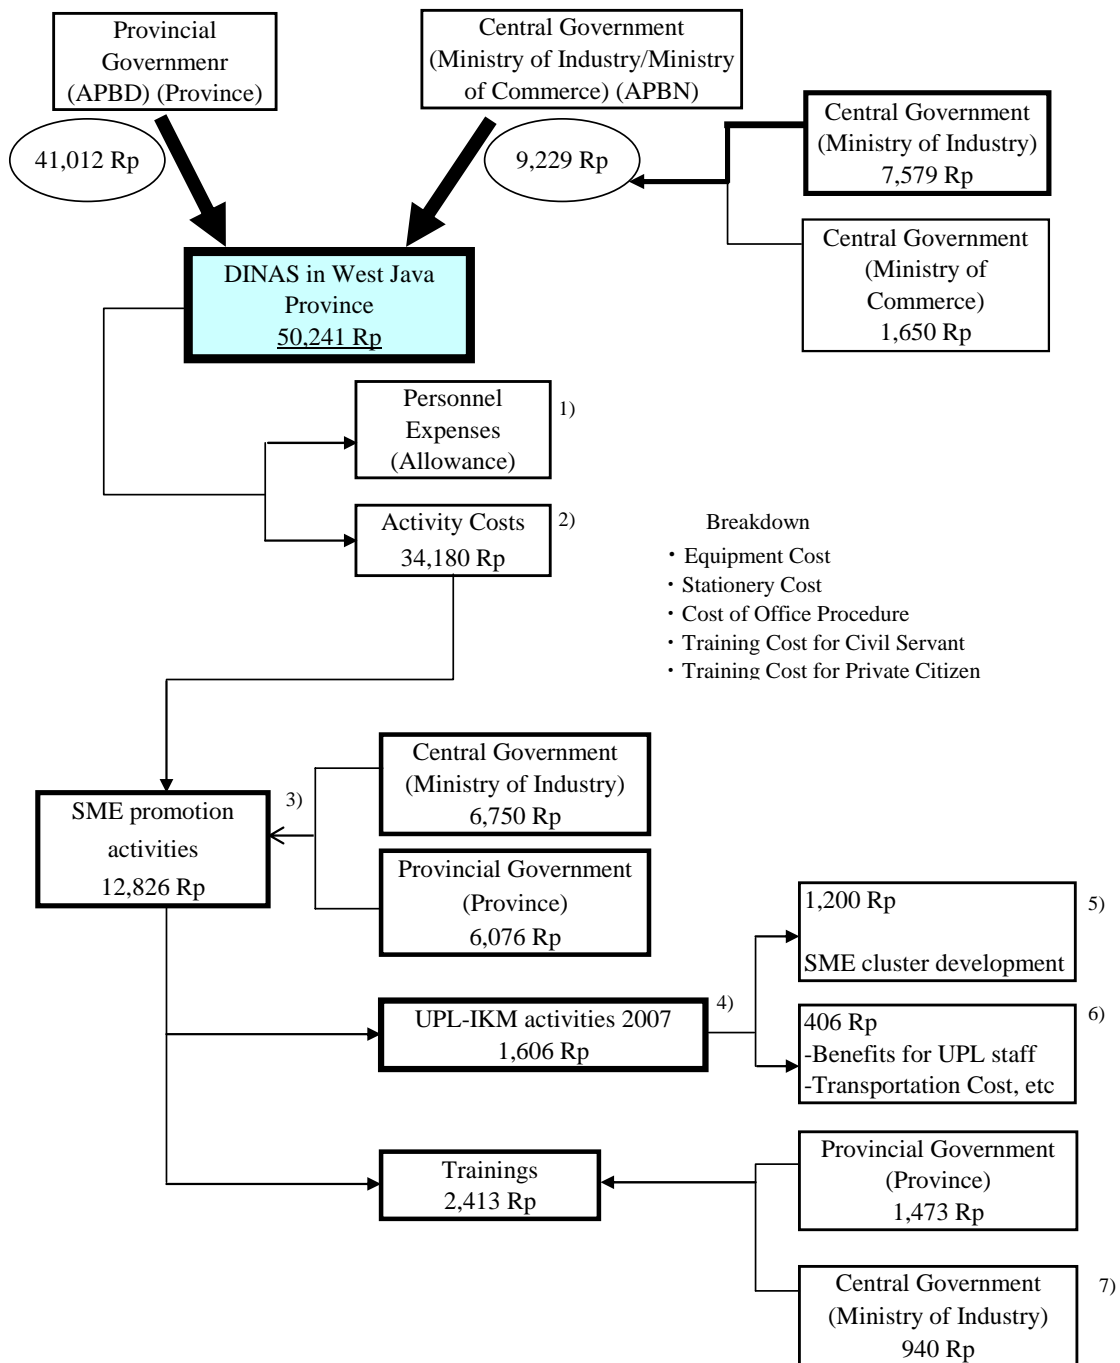 Provincial
Governmenr
(APBD) (Province)
Central Government
(Ministry of Industry/Ministry
of Commerce) (APBN)
41,012 Rp
9,229 Rp
Central Government
(Ministry of Industry)
7,579 Rp
Central Government
(Ministry of
Commerce)
1,650 Rp
DINAS in West Java
Province
50,241 Rp
Personnel
Expenses
(Allowance)
1)
Activity Costs
34,180 Rp
2)
Breakdown
・ Equipment Cost
・ Stationery Cost
・ Cost of Office Procedure
・ Training Cost for Civil Servant
・ Training Cost for Private Citizen
SME promotion
activities
12,826 Rp
3)
Central Government
(Ministry of Industry)
6,750 Rp
Provincial Government
(Province)
6,076 Rp
UPL-IKM activities 2007
1,606 Rp
4)
1,200 Rp
SME cluster development
5)
406 Rp
-Benefits for UPL staff
-Transportation Cost, etc
6)
Trainings
2,413 Rp
Provincial Government
(Province)
1,473 Rp
Central Government
(Ministry of Industry)
940 Rp
7)